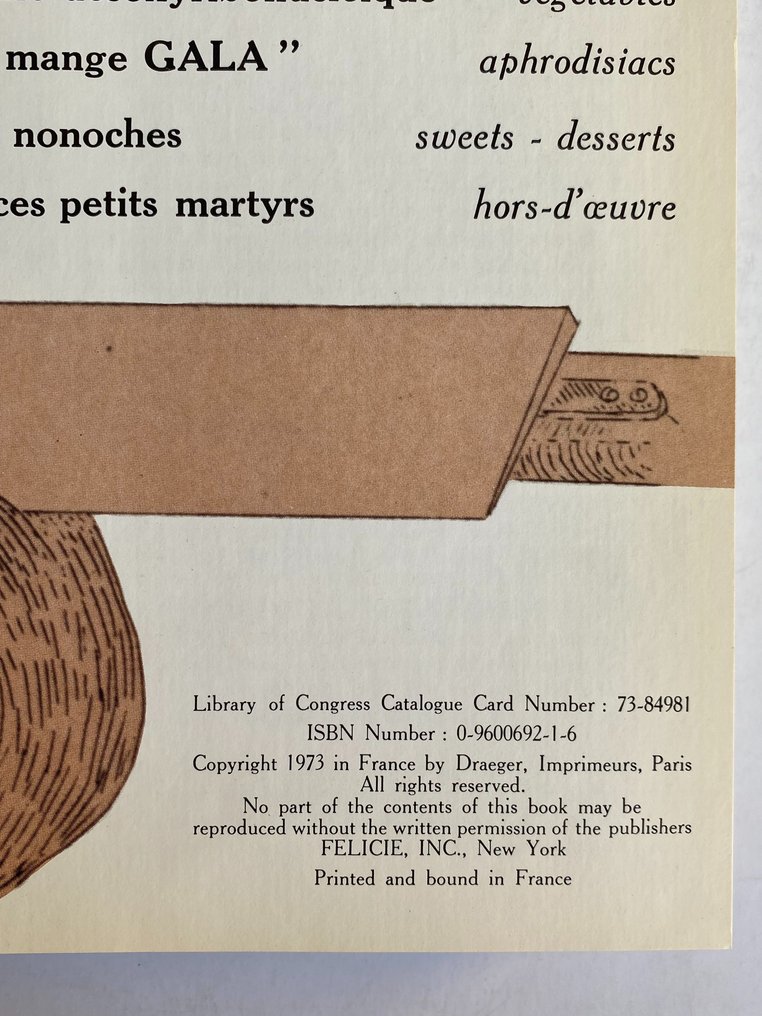 vegetables
mange GALA ” aphrodisiacs
nonoches sweets - desserts
ces petits martyrs hors-d’œuvre
Library of Congress Catalogue Card Number : 73-84981
ISBN Number : 0-9600692-1-6
Copyright 1973 in France by Draeger, Imprimeurs, Paris
All rights reserved.
No part of the contents of this book may be
reproduced without the written permission of the publishers
FELICIE, INC., New York
Printed and bound in France